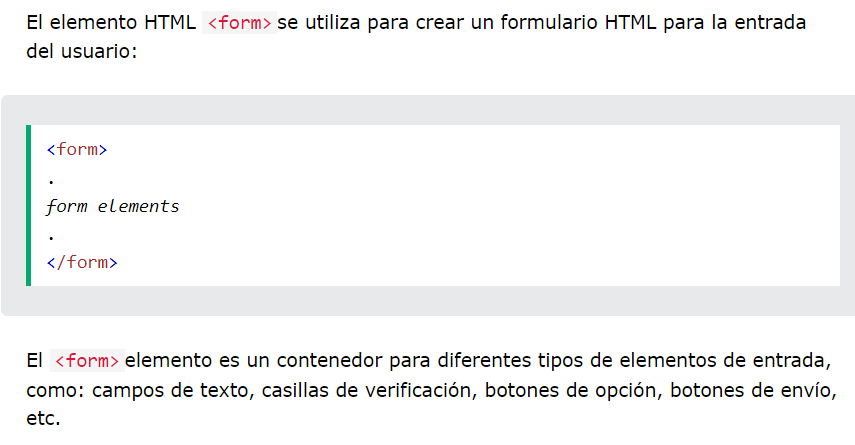 El elemento HTML <form> se utiliza para crear un formulario HTML para la entrada
del usuario:
<form>
.
form elements
.
</form>
El <form> elemento es un contenedor para diferentes tipos de elementos de entrada,
como: campos de texto, casillas de verificación, botones de opción, botones de envío,
etc.